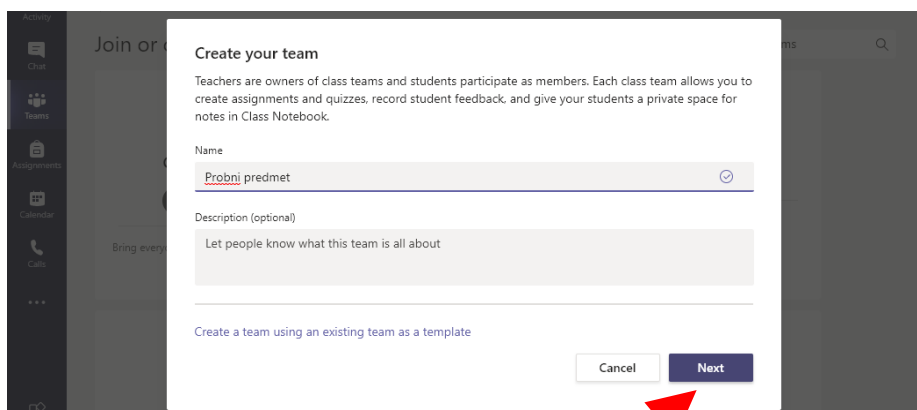 Activity
Chat
Teams
Assignments
Calendar
Calls
Join or
Bring every
Create your team
Teachers are owners of class teams and students participate as members. Each class team allows you to
create assignments and quizzes, record student feedback, and give your students a private space for
notes in Class Notebook.
Name
Probni predmet
Description (optional)
Let people know what this team is all about
Create a team using an existing team as a template
Cancel Next